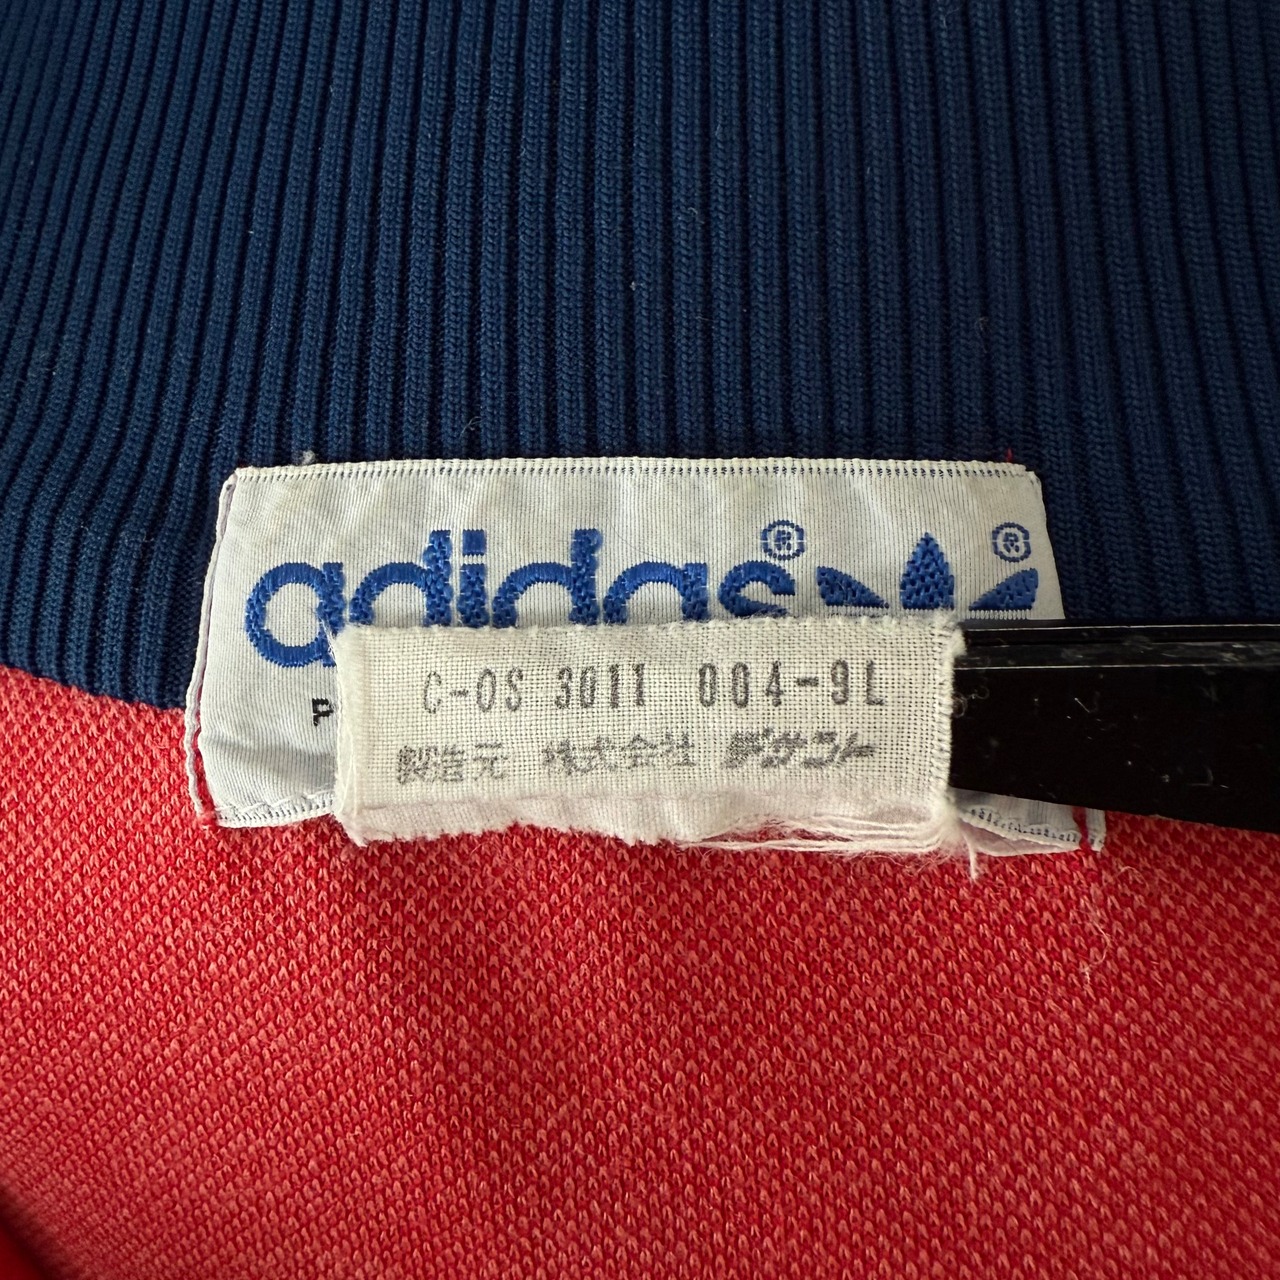 adidas® ®
P
C-OS 3011 004-9L
製造元 株式会社 デサント